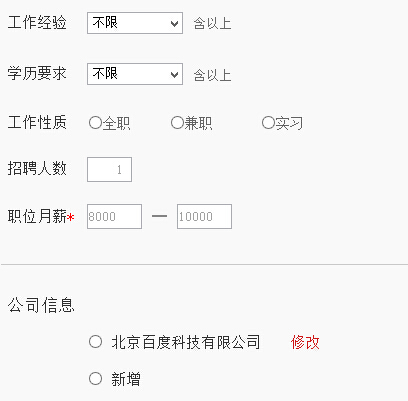 工作经验 不限 含以上
学历要求 不限 含以上
工作性质 全职 兼职 实习
招聘人数 1
职位月薪* 8000 — 10000
公司信息
北京百度科技有限公司 修改
新增